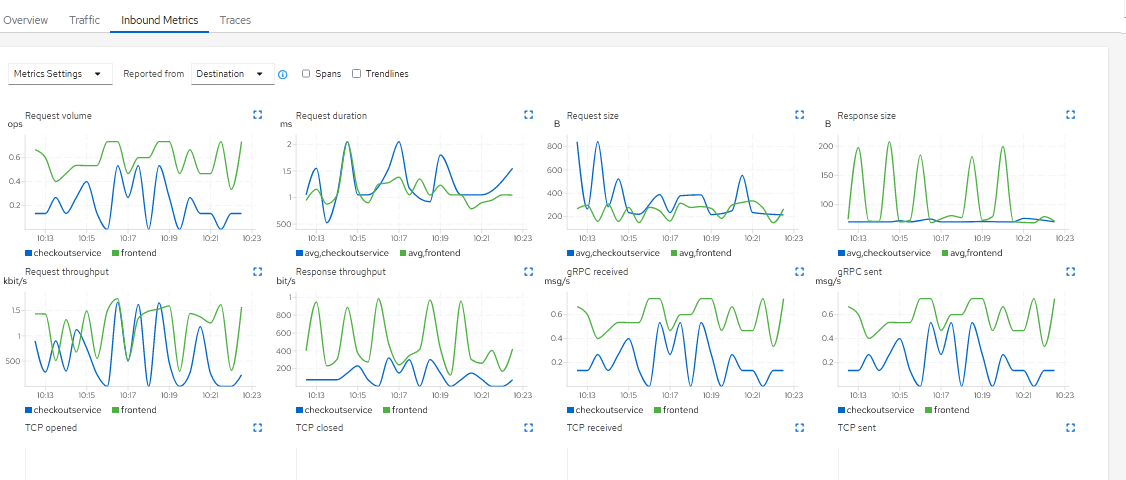 Overview Traffic Inbound Metrics Traces
Metrics Settings Reported from Destination Spans Trendlines
Request volume Request duration Request size Response size
ops ms B B
0.6 0.4 0.2
10:13 10:15 10:17 10:19 10:21 10:23
checkoutservice frontend
2 1.5 1 500
10:13 10:15 10:17 10:19 10:21 10:23
avg,checkoutservice avg,frontend
800 600 400 200
10:13 10:15 10:17 10:19 10:21 10:23
avg,checkoutservice avg,frontend
200 150 100
10:13 10:15 10:17 10:19 10:21 10:23
avg,checkoutservice avg,frontend
Request throughput Response throughput gRPC received gRPC sent
kbit/s bit/s msg/s msg/s
1.5 1 500
10:13 10:15 10:17 10:19 10:21 10:23
checkoutservice frontend
1 800 600 400 200
10:13 10:15 10:17 10:19 10:21 10:23
checkoutservice frontend
0.6 0.4 0.2
10:13 10:15 10:17 10:19 10:21 10:23
checkoutservice frontend
0.6 0.4 0.2
10:13 10:15 10:17 10:19 10:21 10:23
checkoutservice frontend
TCP opened TCP closed TCP received TCP sent